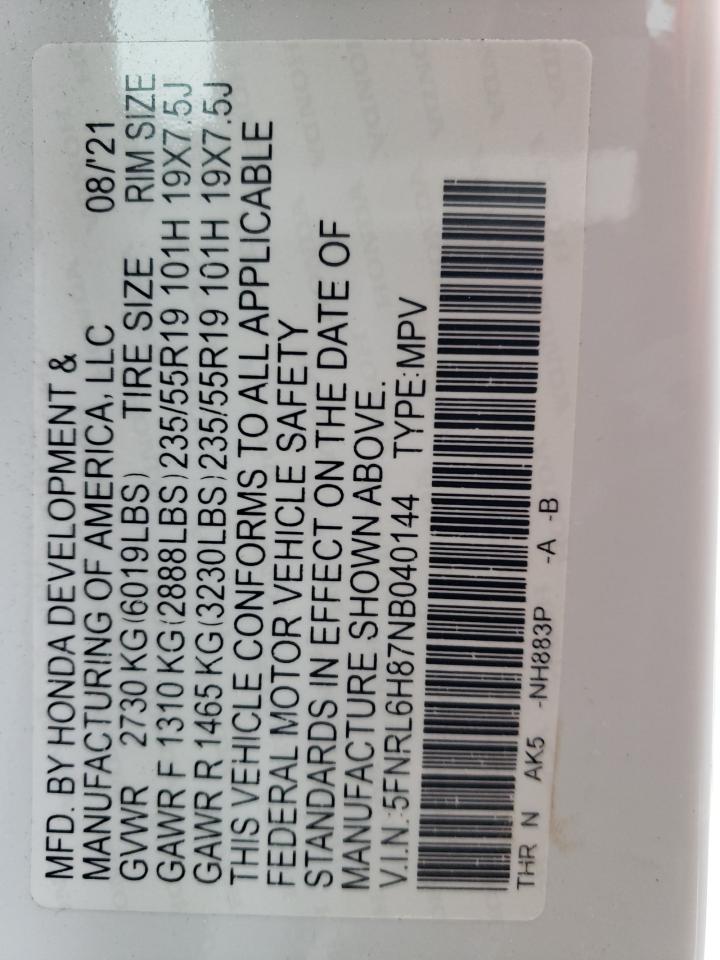 MFD. BY HONDA DEVELOPMENT &
MANUFACTURING OF AMERICA, LLC 08/'21
GVWR 2730 KG(6019LBS) TIRE SIZE RIM SIZE
GAWR F 1310 KG(2888LBS) 235/55R19 101H 19X7.5J
GAWR R 1465 KG(3230LBS) 235/55R19 101H 19X7.5J
THIS VEHICLE CONFORMS TO ALL APPLICABLE
FEDERAL MOTOR VEHICLE SAFETY
STANDARDS IN EFFECT ON THE DATE OF
MANUFACTURE SHOWN ABOVE.
V.I.N.:5FNRL6H87NB040144 TYPE:MPV
THR N AK5 -NH883P -A -B